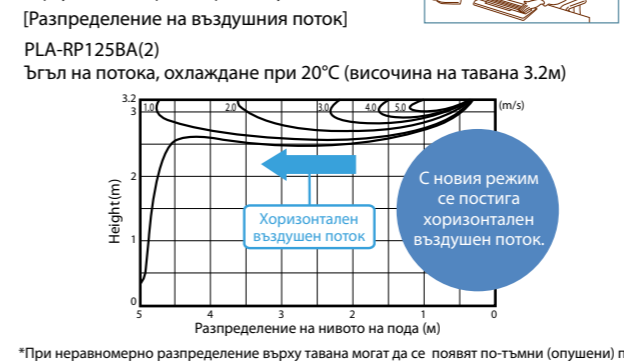 [Разпределение на въздушния поток]
PLA-RP125BA(2)
Ъгъл на потока, охлаждане при 20°C (височина на тавана 3.2м)
3.2
3
2
1
0
Height(m)
1.0
2.0
3.0
4.0
5.0
(m/s)
Хоризонтален
въздушен поток
С новия режим
се постига
хоризонтален
въздушен поток.
5
4
3
2
1
0
Разпределение на нивото на пода (м)
*При неравномерно разпределение върху тавана могат да се появят по-тъмни (опушени)